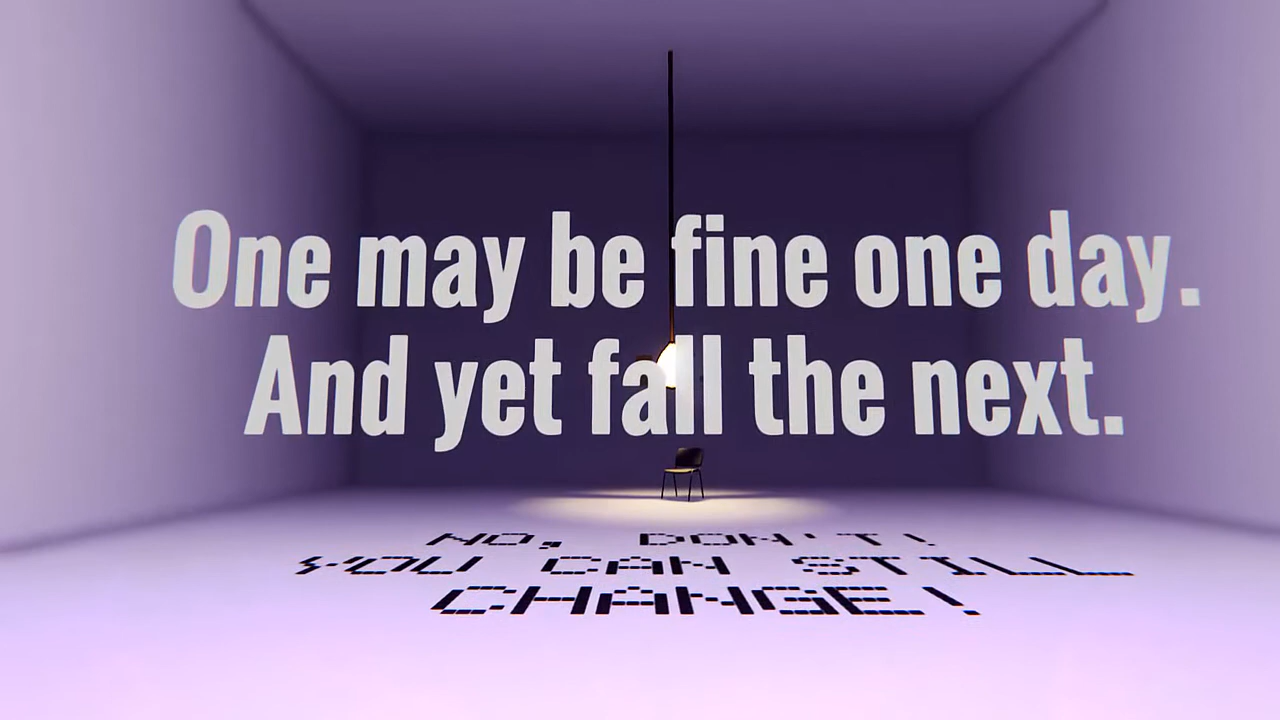 One may be fine one day.
And yet fall the next.
NO, DON'T!
YOU CAN STILL
CHANGE!